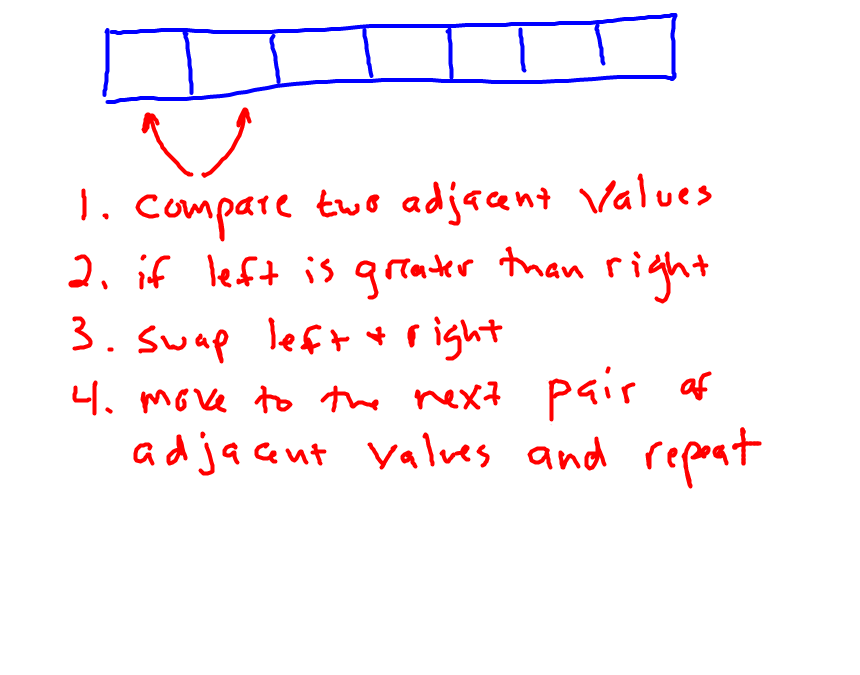 1. compare two adjacent values
2. if left is greater than right
3. swap left + right
4. move to the next pair of
adjacent values and repeat